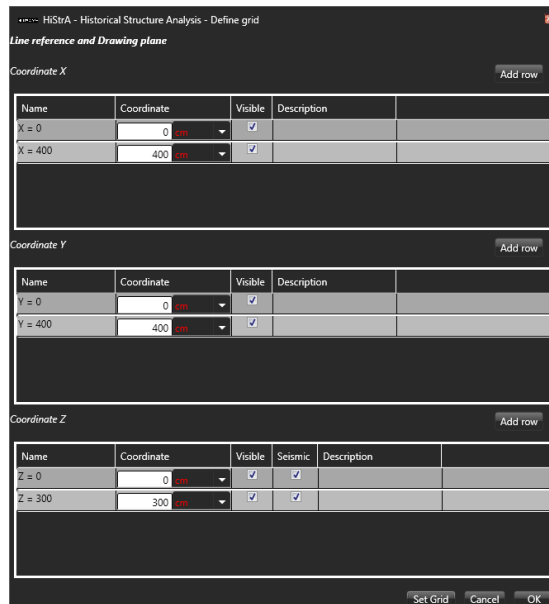 HiStrA - Historical Structure Analysis - Define grid
Line reference and Drawing plane
Coordinate X
Add row
Name Coordinate Visible Description
X = 0 0 cm
X = 400 400 cm
Coordinate Y
Add row
Name Coordinate Visible Description
Y = 0 0 cm
Y = 400 400 cm
Coordinate Z
Add row
Name Coordinate Visible Seismic Description
Z = 0 0 cm
Z = 300 300 cm
Set Grid Cancel OK